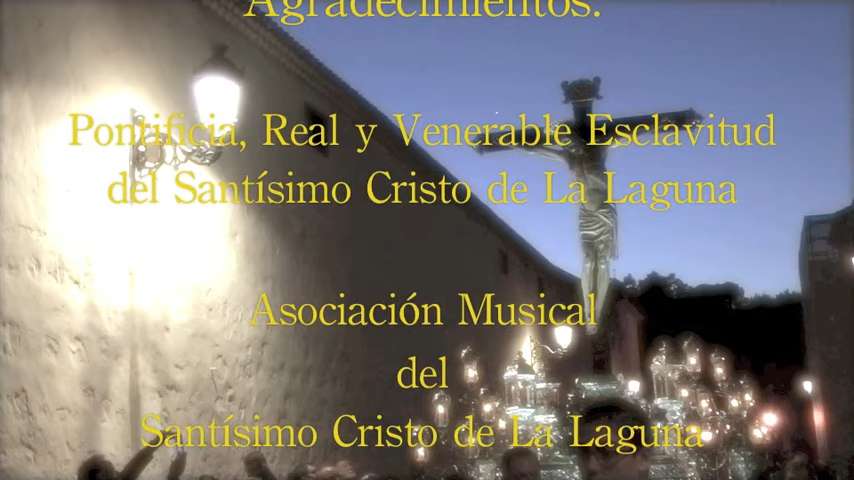 Agradecimientos:
Pontificia, Real y Venerable Esclavitud
del Santísimo Cristo de La Laguna
Asociación Musical
del
Santísimo Cristo de La Laguna